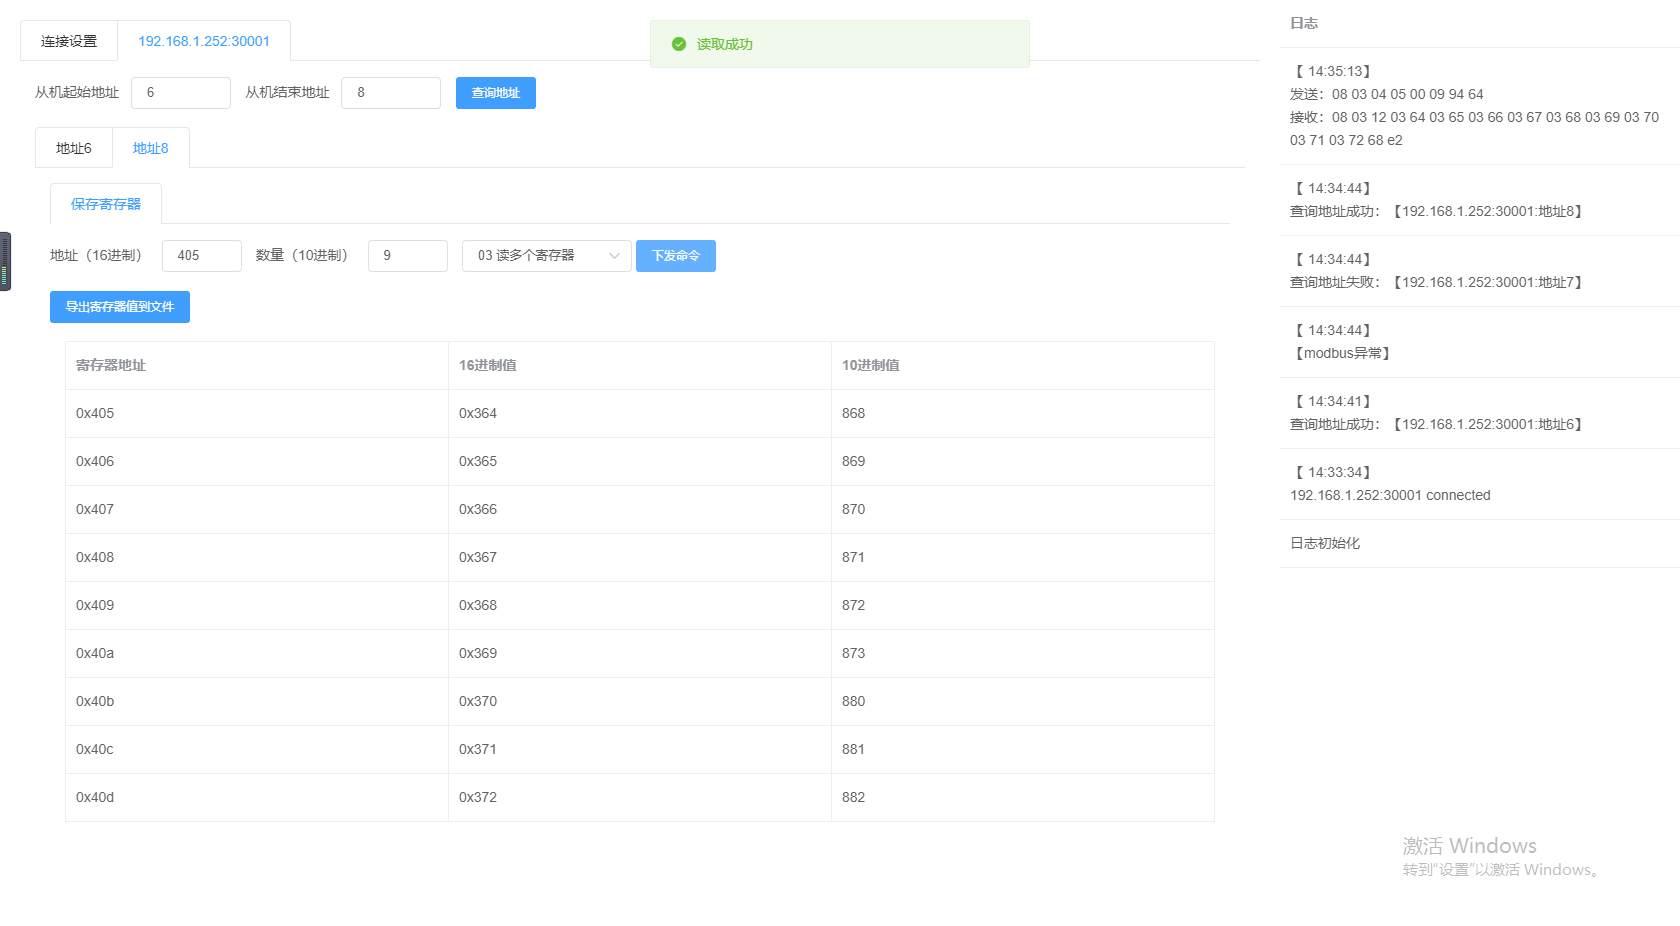 连接设置
192.168.1.252:30001
读取成功
从机起始地址 6 从机结束地址 8 查询地址
地址6 地址8
保存寄存器
地址（16进制） 405 数量（10进制） 9 03 读多个寄存器 下发命令
导出寄存器值到文件
寄存器地址 16进制值 10进制值
0x405 0x364 868
0x406 0x365 869
0x407 0x366 870
0x408 0x367 871
0x409 0x368 872
0x40a 0x369 873
0x40b 0x370 880
0x40c 0x371 881
0x40d 0x372 882
日志
【 14:35:13】
发送：08 03 04 05 00 09 94 64
接收：08 03 12 03 64 03 65 03 66 03 67 03 68 03 69 03 70
03 71 03 72 68 e2
【 14:34:44】
查询地址成功：【192.168.1.252:30001:地址8】
【 14:34:44】
查询地址失败：【192.168.1.252:30001:地址7】
【 14:34:44】
【modbus异常】
【 14:34:41】
查询地址成功：【192.168.1.252:30001:地址6】
【 14:33:34】
192.168.1.252:30001 connected
日志初始化
激活 Windows
转到“设置”以激活 Windows。